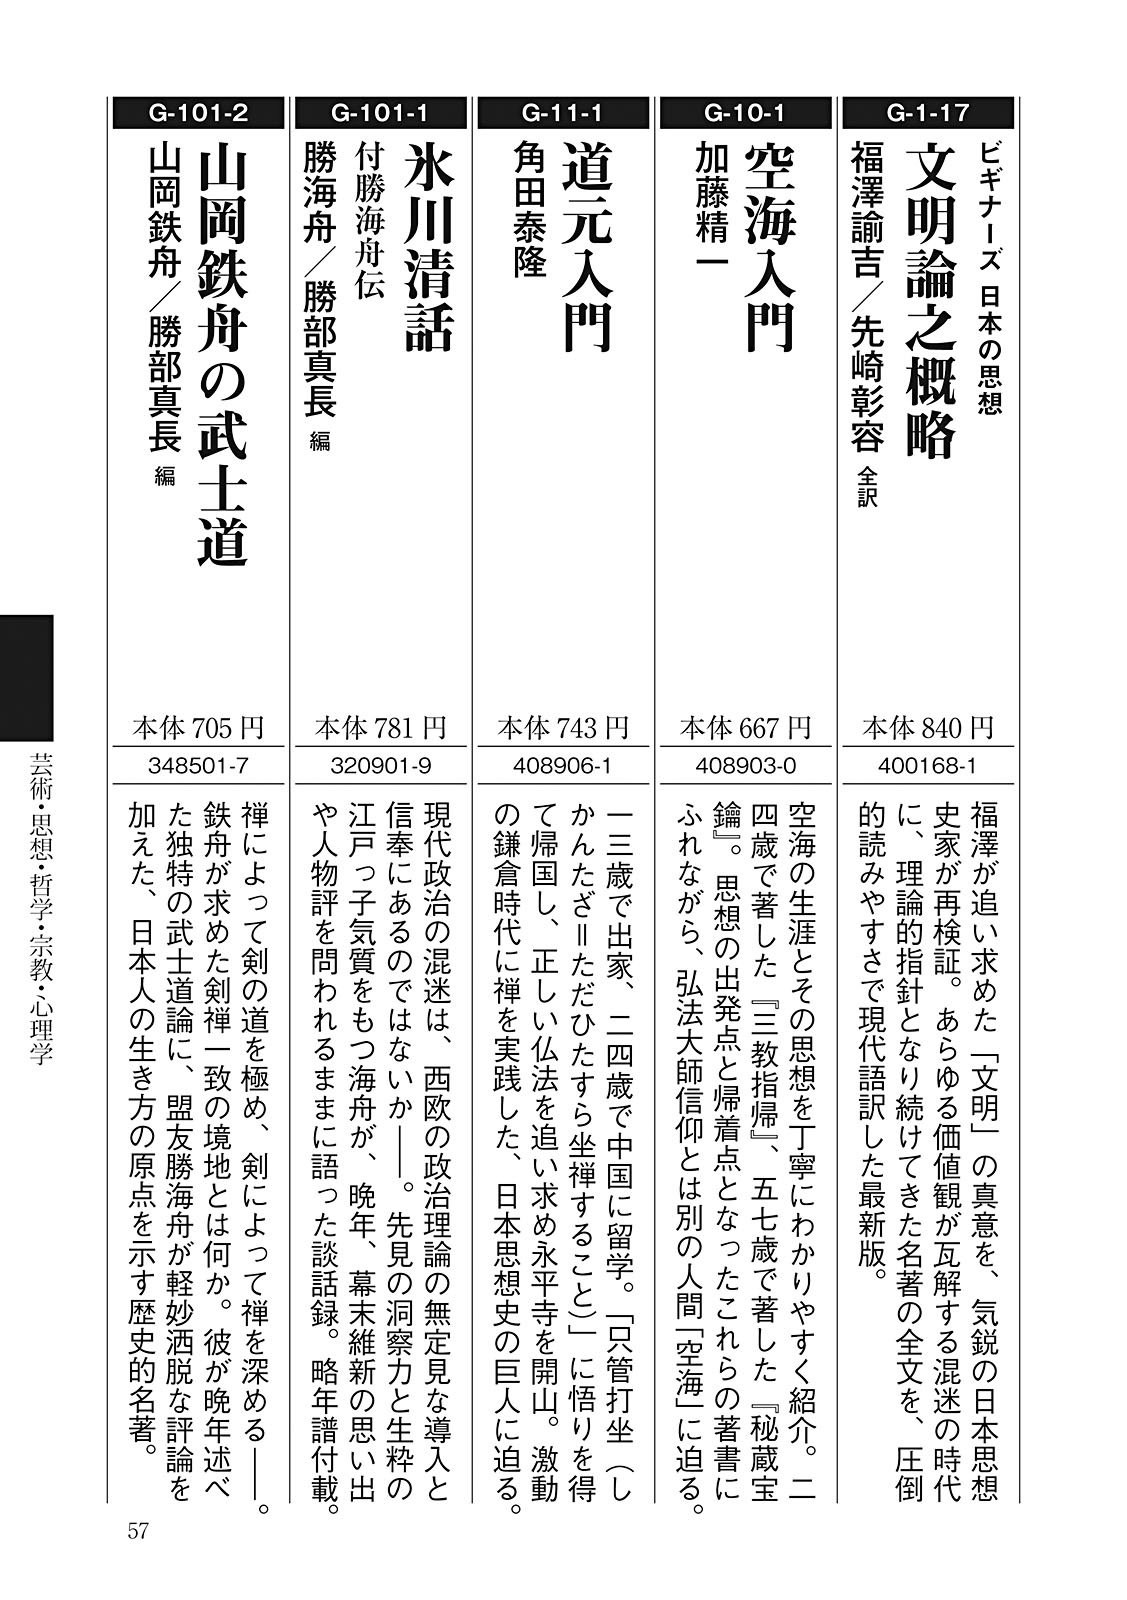 G-1-17
ビギナーズ 日本の思想
文明論之概略
福澤諭吉／先崎彰容 全訳
本体 840 円
400168-1
福澤が追い求めた「文明」の真意を、気鋭の日本思想
史家が再検証。あらゆる価値観が瓦解する混迷の時代
に、理論的指針となり続けてきた名著の全文を、圧倒
的読みやすさで現代語訳した最新版。
G-10-1
空海入門
加藤精一
本体 667 円
408903-0
空海の生涯とその思想を丁寧にわかりやすく紹介。二
四歳で著した『三教指帰』、五七歳で著した『秘蔵宝
鑰』。思想の出発点と帰着点となったこれらの著書に
ふれながら、弘法大師信仰とは別の人間「空海」に迫る。
G-11-1
道元入門
角田泰隆
本体 743 円
408906-1
一三歳で出家、二四歳で中国に留学。「只管打坐（し
かんたざ＝ただひたすら坐禅すること）」に悟りを得
て帰国し、正しい仏法を追い求め永平寺を開山。激動
の鎌倉時代に禅を実践した、日本思想史の巨人に迫る。
G-101-1
氷川清話
付勝海舟伝
勝海舟／勝部真長 編
本体 781 円
320901-9
現代政治の混迷は、西欧の政治理論の無定見な導入と
信奉にあるのではないか――。先見の洞察力と生粋の
江戸っ子気質をもつ海舟が、晩年、幕末維新の思い出
や人物評を問われるままに語った談話録。略年譜付載。
G-101-2
山岡鉄舟の武士道
山岡鉄舟／勝部真長 編
本体 705 円
348501-7
禅によって剣の道を極め、剣によって禅を深める――。
鉄舟が求めた剣禅一致の境地とは何か。彼が晩年述べ
た独特の武士道論に、盟友勝海舟が軽妙洒脱な評論を
加えた、日本人の生き方の原点を示す歴史的名著。
芸術・思想・哲学・宗教・心理学
57